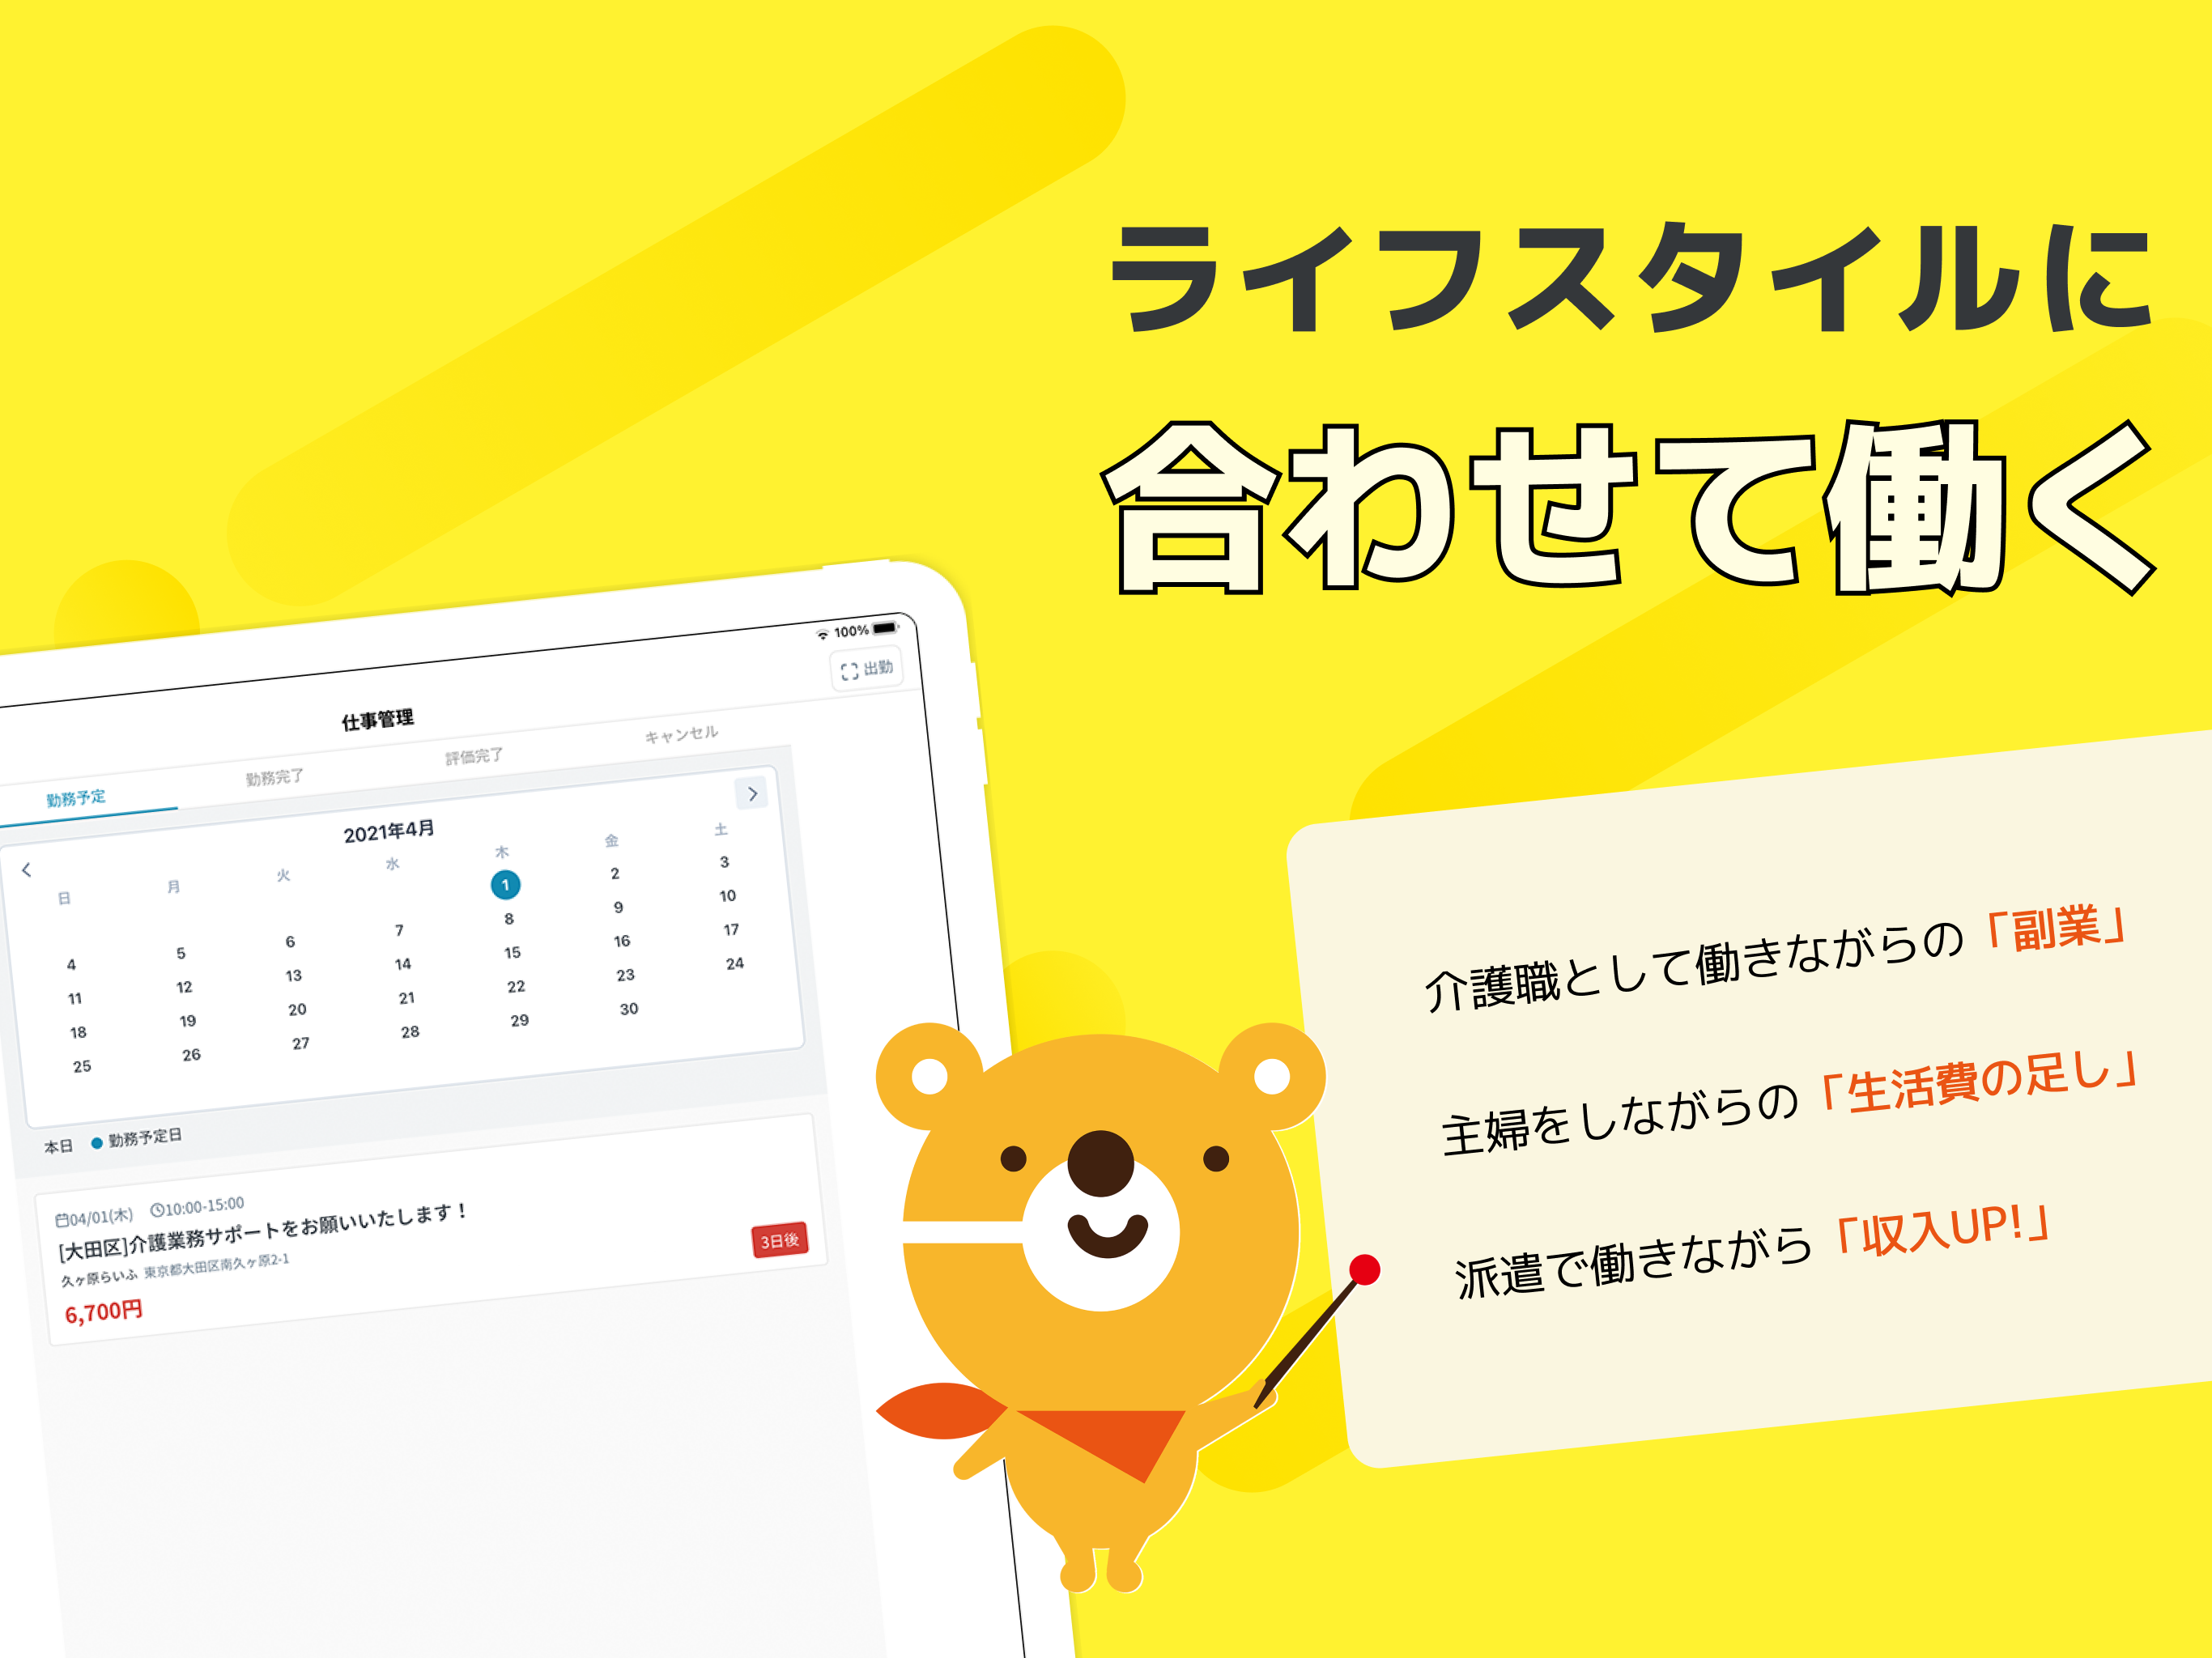 ライフスタイルに
合わせて働く
100%
出勤
仕事管理
勤務予定 勤務完了 評価完了 キャンセル
2021年4月
日 月 火 水 木 金 土
1 2 3
4 5 6 7 8 9 10
11 12 13 14 15 16 17
18 19 20 21 22 23 24
25 26 27 28 29 30
本日 勤務予定日
04/01(木) 10:00-15:00
[大田区]介護業務サポートをお願いいたします！
久ヶ原らいふ 東京都大田区南久ヶ原2-1
3日後
6,700円
介護職として働きながらの「副業」
主婦をしながらの「生活費の足し」
派遣で働きながら「収入UP!」